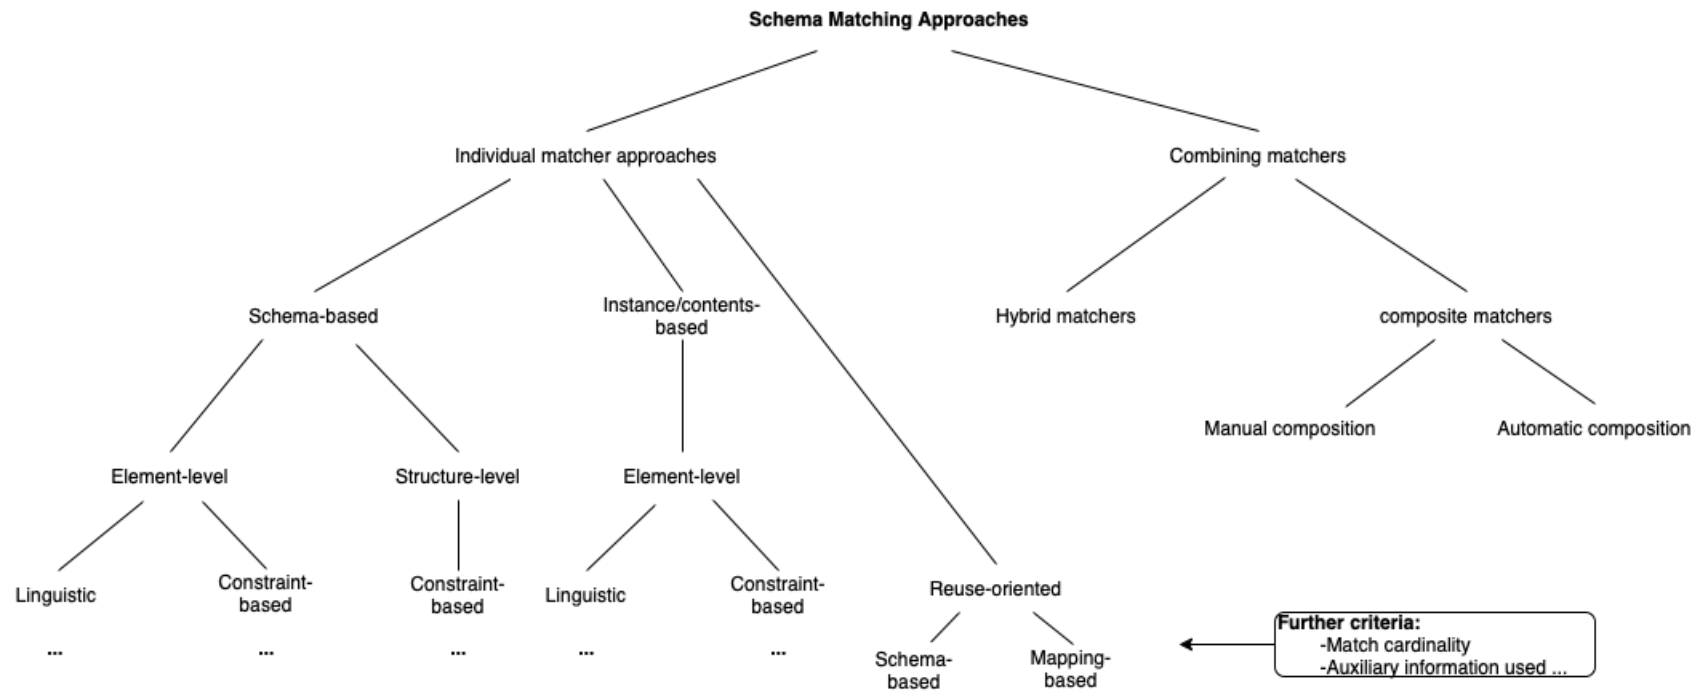 Schema Matching Approaches
Individual matcher approaches
Combining matchers
Schema-based
Instance/contents-
based
Hybrid matchers
composite matchers
Manual composition
Automatic composition
Element-level
Structure-level
Element-level
Linguistic
Constraint-
based
Constraint-
based
Linguistic
Constraint-
based
Reuse-oriented
...
...
...
...
...
Schema-
based
Mapping-
based
Further criteria:
-Match cardinality
-Auxiliary information used ...